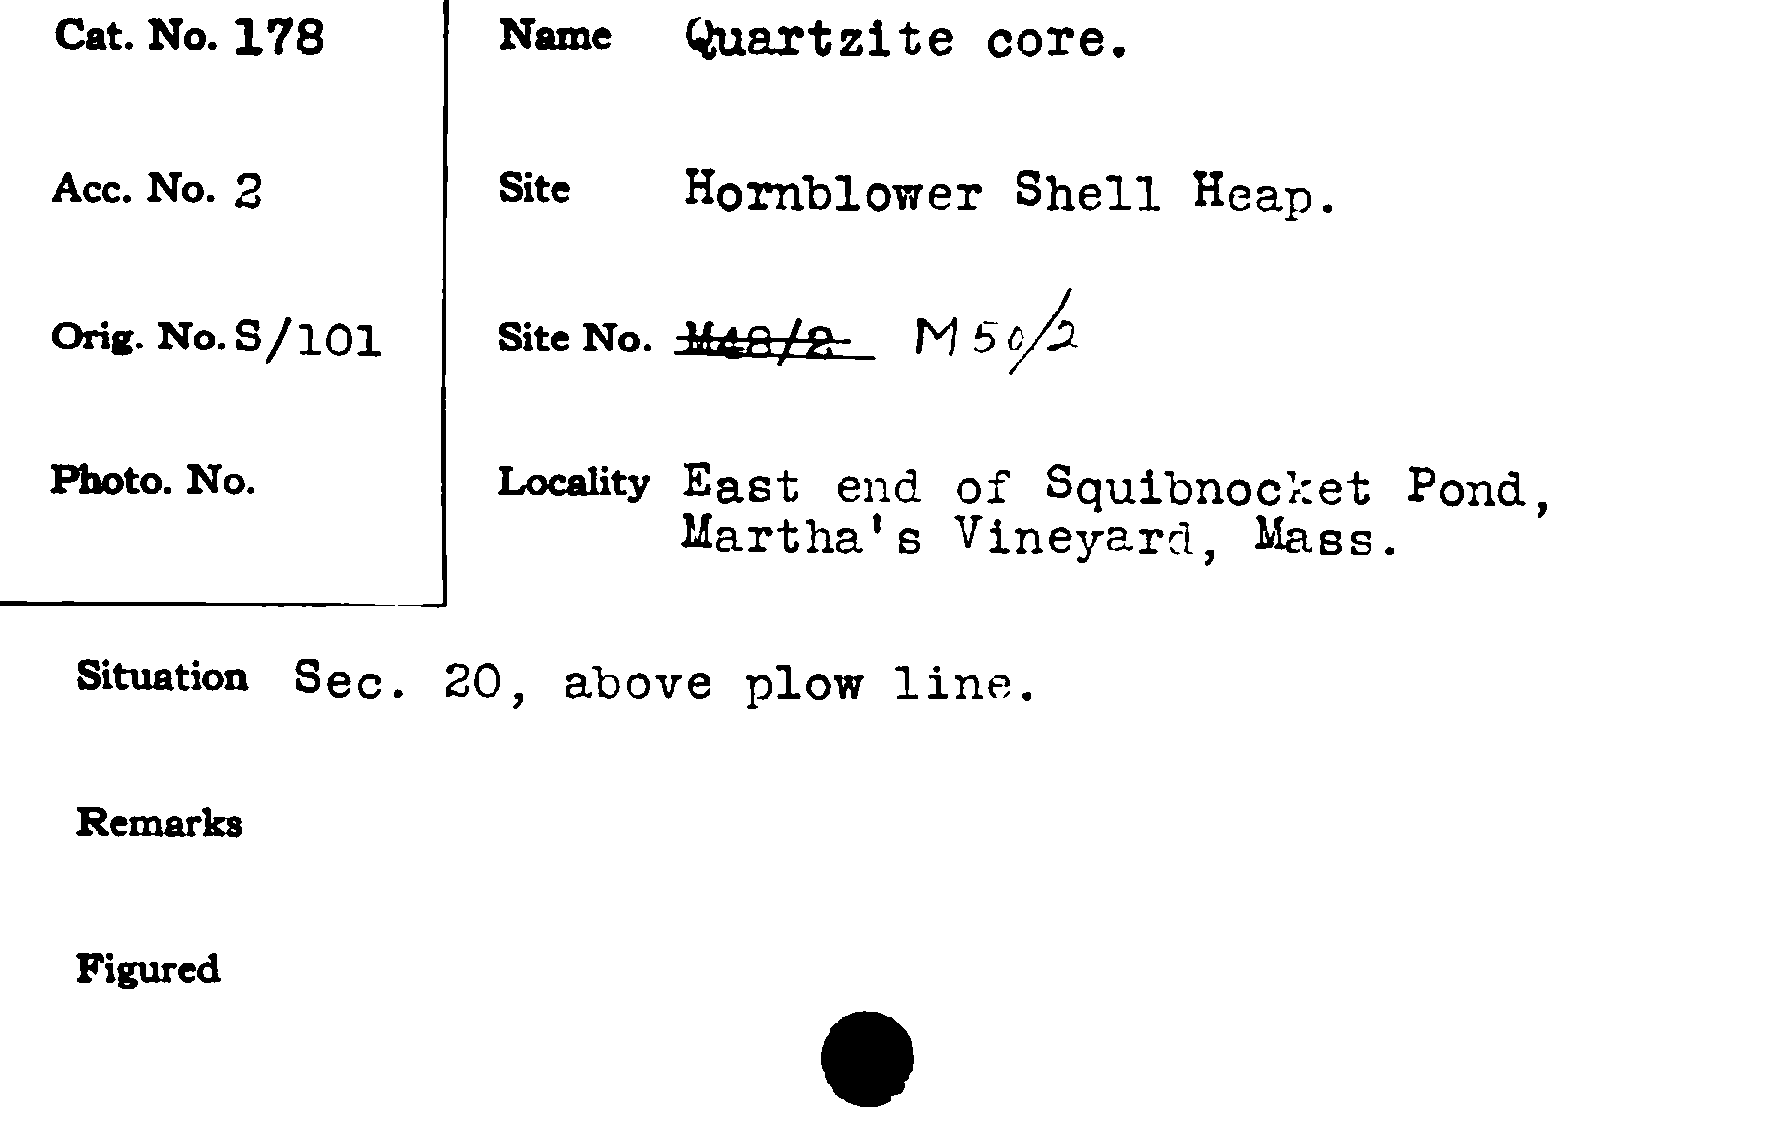 Cat. No. 178
Name Quartzite core.
Acc. No. 2
Site Hornblower Shell Heap.
Orig. No. S/101
Site No. M48/2 M50/2
Photo. No.
Locality East end of Squibnocket Pond,
Martha's Vineyard, Mass.
Situation Sec. 20, above plow line.
Remarks
Figured